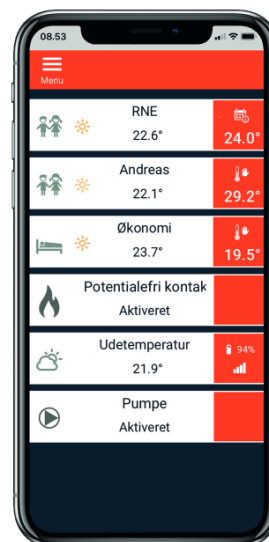 08.53
Menu
RNE
22.6°
24.0°
Andreas
22.1°
29.2°
Økonomi
23.7°
19.5°
Potentialefri kontak
Aktiveret
Udetemperatur
21.9°
94%
Pumpe
Aktiveret